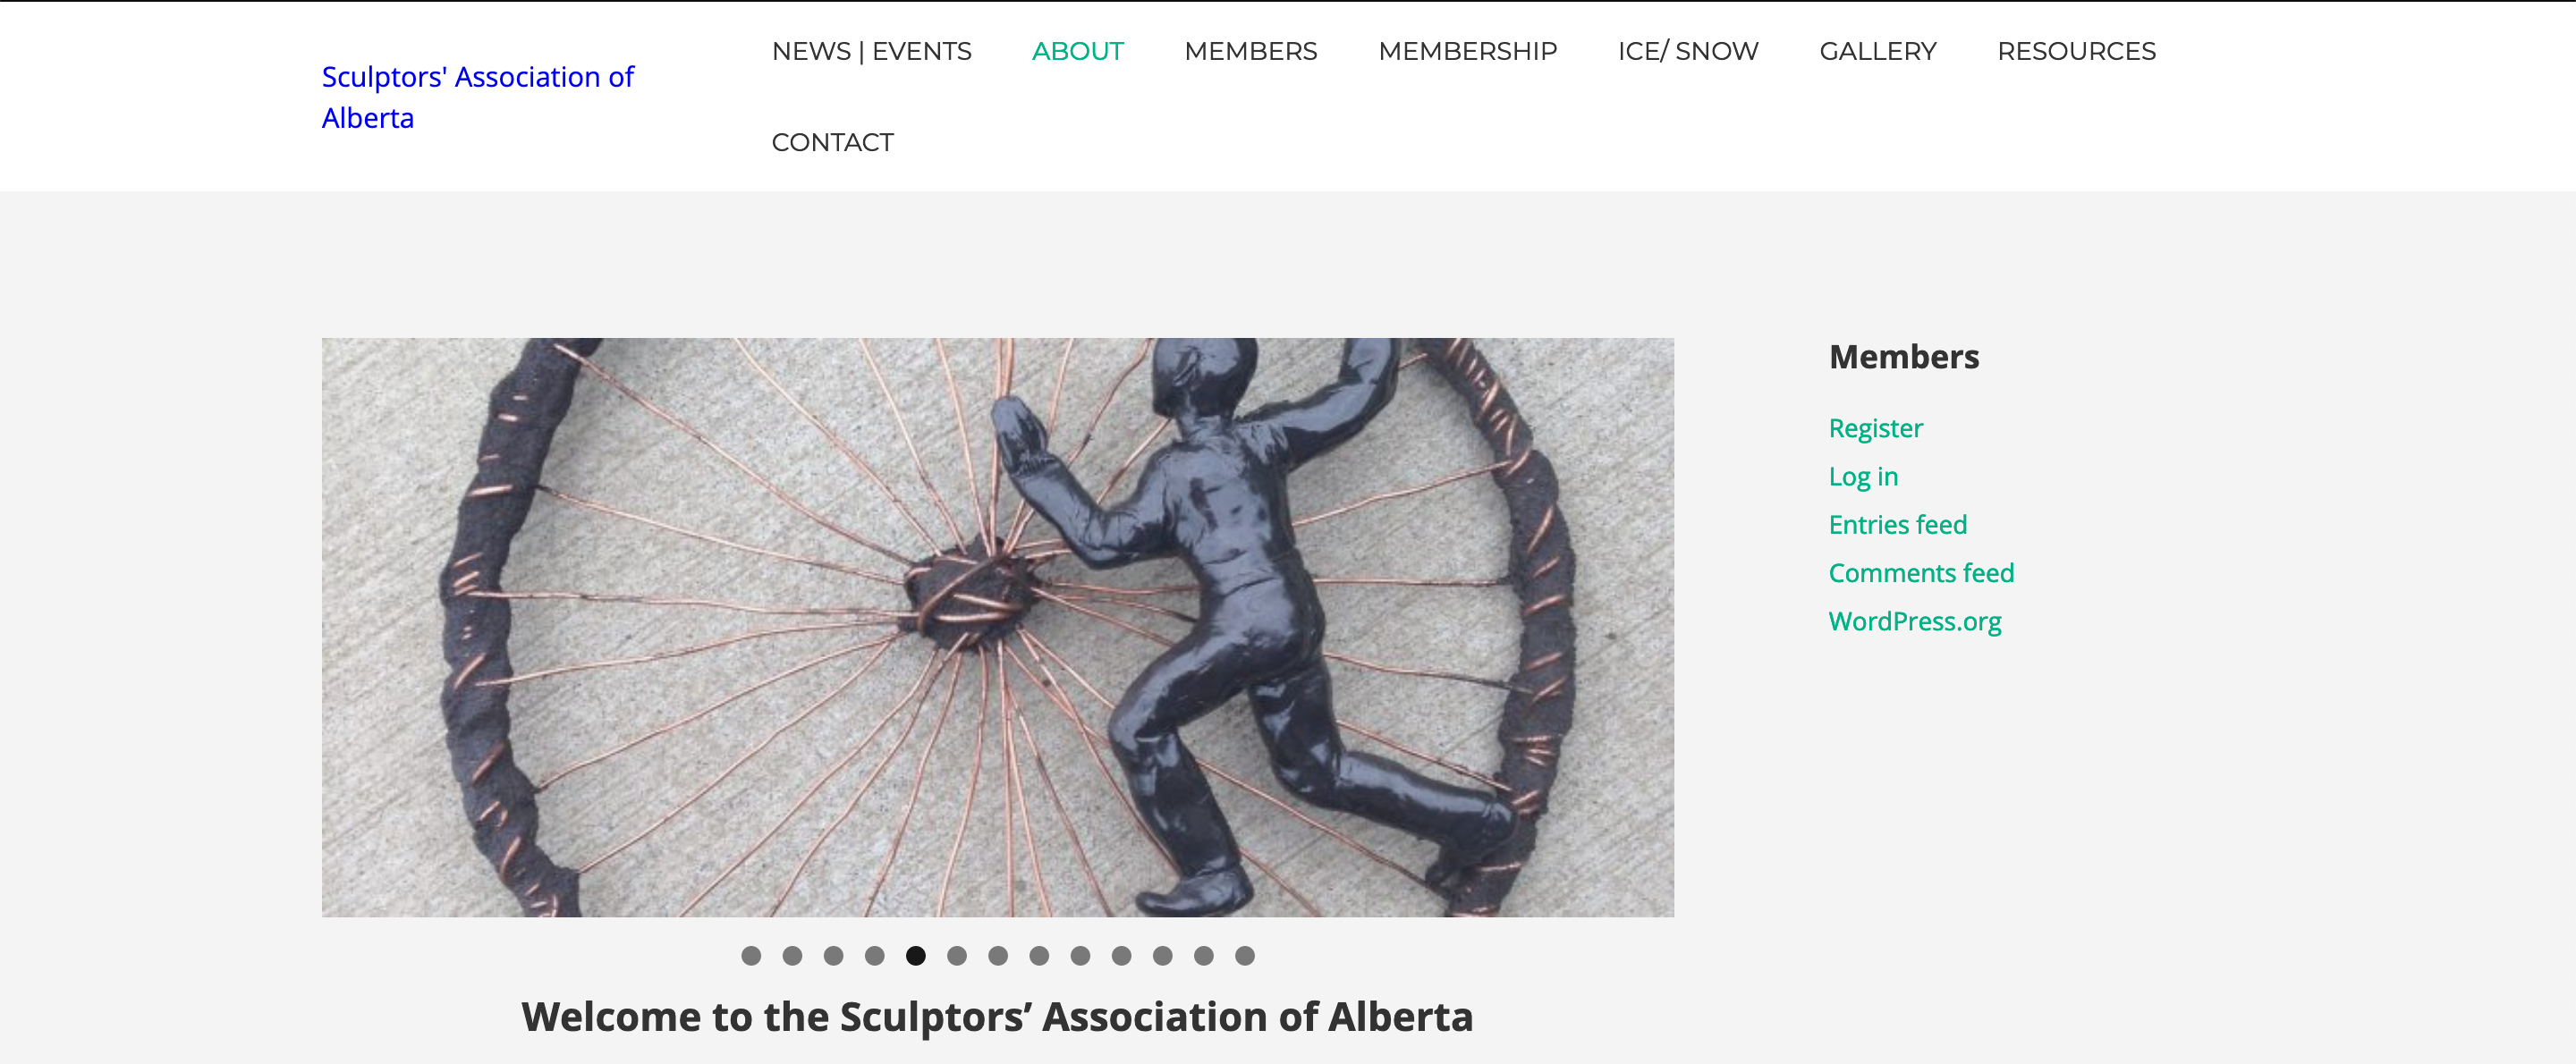 Sculptors' Association of
Alberta
NEWS | EVENTS ABOUT MEMBERS MEMBERSHIP ICE/ SNOW GALLERY RESOURCES
CONTACT
Members
Register
Log in
Entries feed
Comments feed
WordPress.org
Welcome to the Sculptors’ Association of Alberta